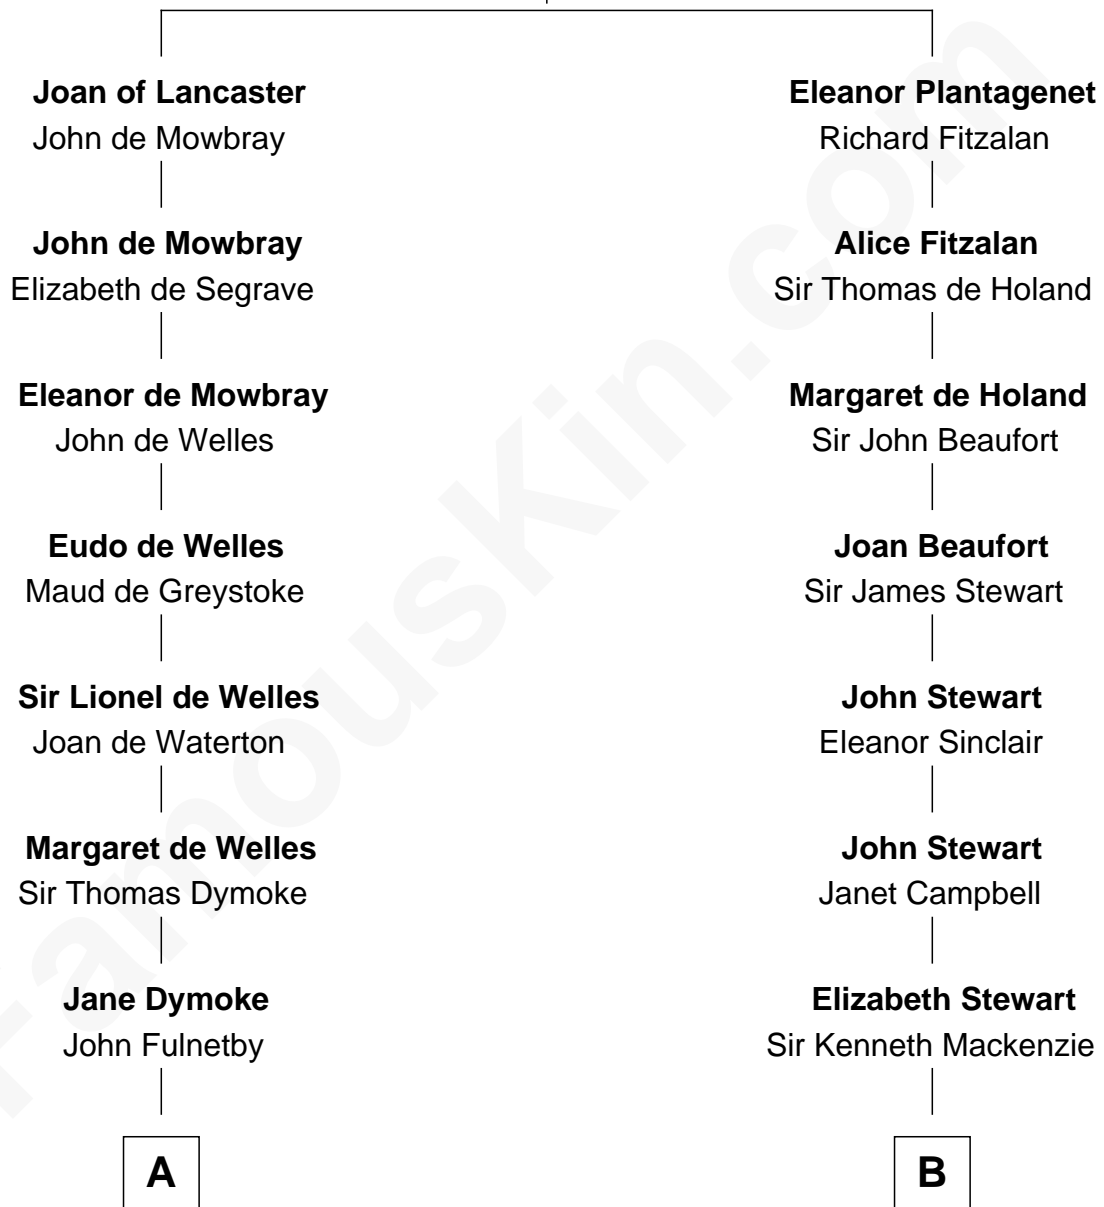 Joan of Lancaster
John de Mowbray
John de Mowbray
Elizabeth de Segrave
Eleanor de Mowbray
John de Welles
Eudo de Welles
Maud de Greystoke
Sir Lionel de Welles
Joan de Waterton
Margaret de Welles
Sir Thomas Dymoke
Jane Dymoke
John Fulnetby
A
Eleanor Plantagenet
Richard Fitzalan
Alice Fitzalan
Sir Thomas de Holand
Margaret de Holand
Sir John Beaufort
Joan Beaufort
Sir James Stewart
John Stewart
Eleanor Sinclair
John Stewart
Janet Campbell
Elizabeth Stewart
Sir Kenneth Mackenzie
B
FamousKin.com